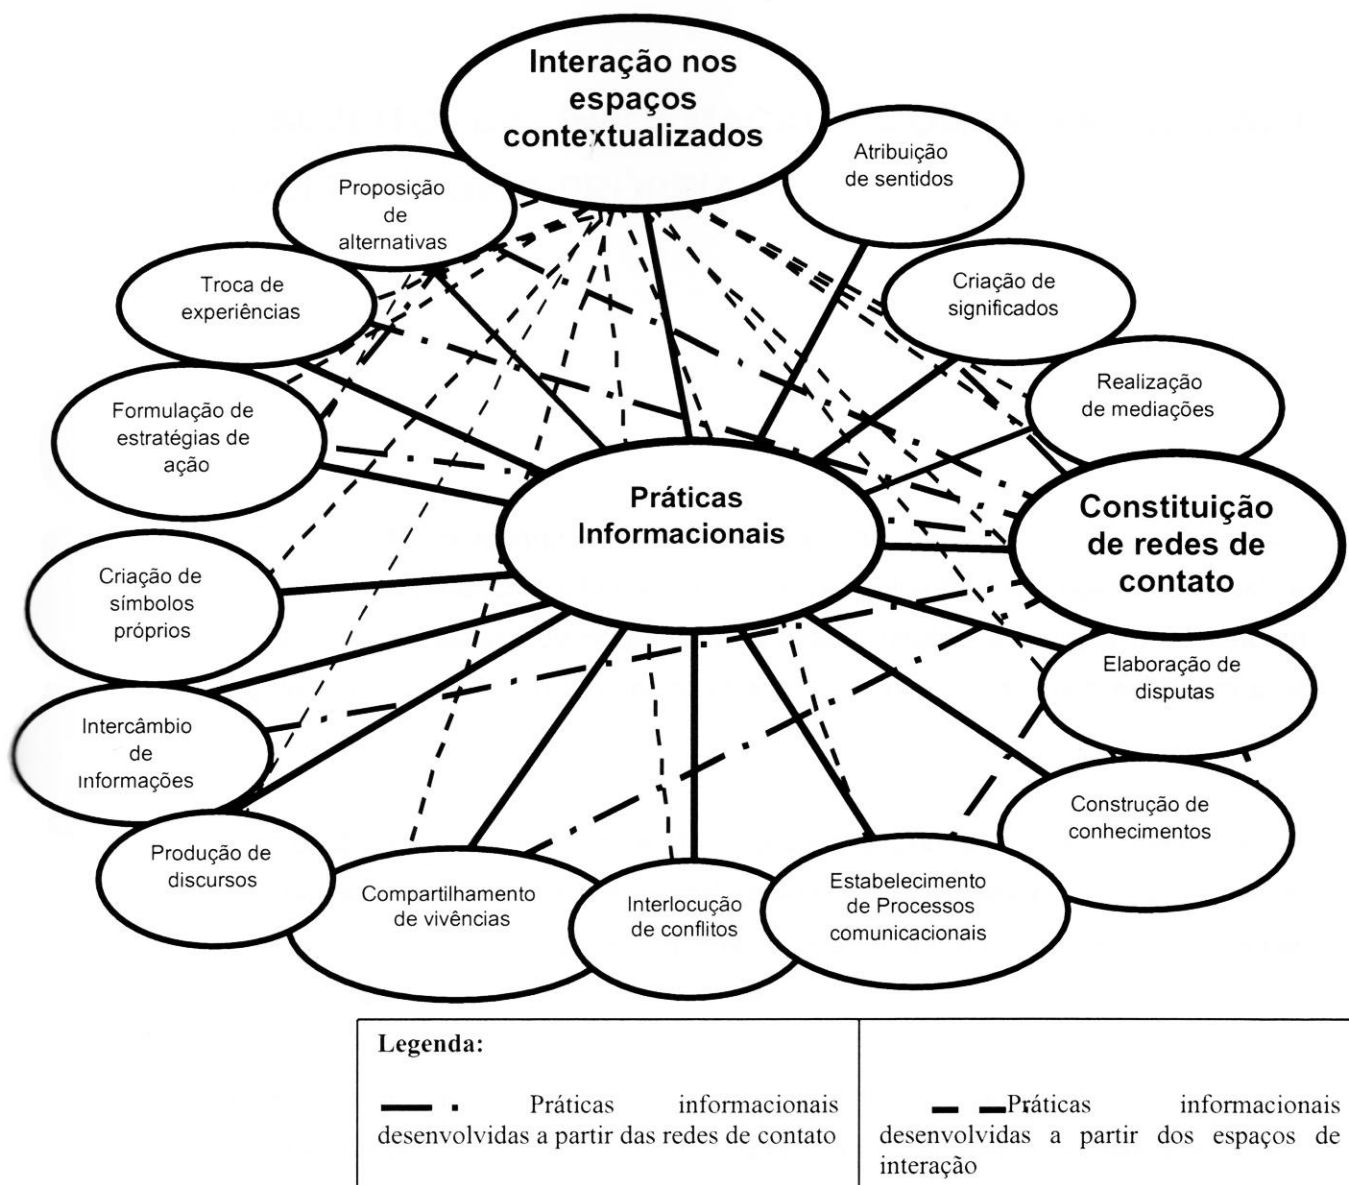 Interação nos
espaços
contextualizados
Atribuição
de sentidos
Proposição
de
alternativas
Criação de
significados
Troca de
experiências
Realização
de mediações
Formulação de
estratégias de
ação
Práticas
Informacionais
Constituição
de redes de
contato
Criação de
símbolos
próprios
Elaboração de
disputas
Intercâmbio
de
informações
Construção de
conhecimentos
Produção de
discursos
Compartilhamento
de vivências
Interlocução
de conflitos
Estabelecimento
de Processos
comunicacionais
Legenda:
Práticas informacionais
desenvolvidas a partir das redes de contato
Práticas informacionais
desenvolvidas a partir dos espaços de
interação